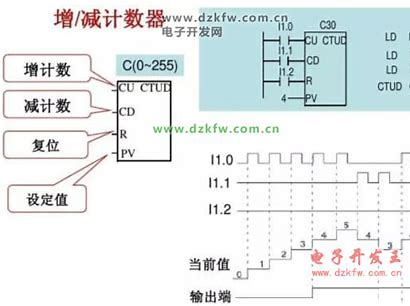 增/减计数器
www.dzkfw.com.cn
电子开发网
I1.0
C30
CU CTUD
I1.1
CD
I1.2
R
4 PV
LD
LD
LD
CTUD
增计数
C(0~255)
CU CTUD
减计数
CD
www.dzkfw.com.cn
复位
R
PV
设定值
I1.0
I1.1
I1.2
5
4
4
4
3
3
2
1
0
当前值
输出端
电子开发王
dzkfw.com.cn